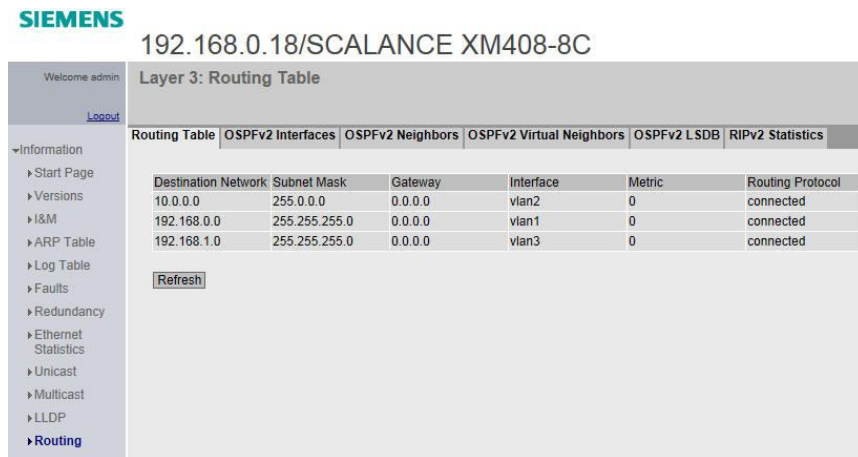 SIEMENS
192.168.0.18/SCALANCE XM408-8C
Welcome admin
Logout
Layer 3: Routing Table
Routing Table OSPFv2 Interfaces OSPFv2 Neighbors OSPFv2 Virtual Neighbors OSPFv2 LSDB RIPv2 Statistics
Information
Start Page
Versions
I&M
ARP Table
Log Table
Faults
Redundancy
Ethernet
Statistics
Unicast
Multicast
LLDP
Routing
Destination Network Subnet Mask Gateway Interface Metric Routing Protocol
10.0.0.0 255.0.0.0 0.0.0.0 vlan2 0 connected
192.168.0.0 255.255.255.0 0.0.0.0 vlan1 0 connected
192.168.1.0 255.255.255.0 0.0.0.0 vlan3 0 connected
Refresh